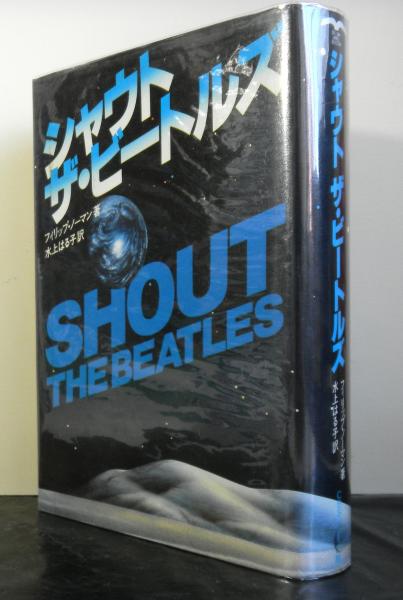 シャウト
ザ・ビートルズ
フィリップ・ノーマン著
水上はる子訳
SHOUT
THE BEATLES
シャウト ザ・ビートルズ
フィリップ・ノーマン著
水上はる子訳